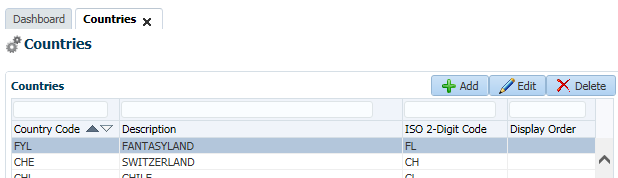 Dashboard Countries
Countries
Countries Add Edit Delete
Country Code Description ISO 2-Digit Code Display Order
FYL FANTASYLAND FL
CHE SWITZERLAND CH
CHL CHILE CL